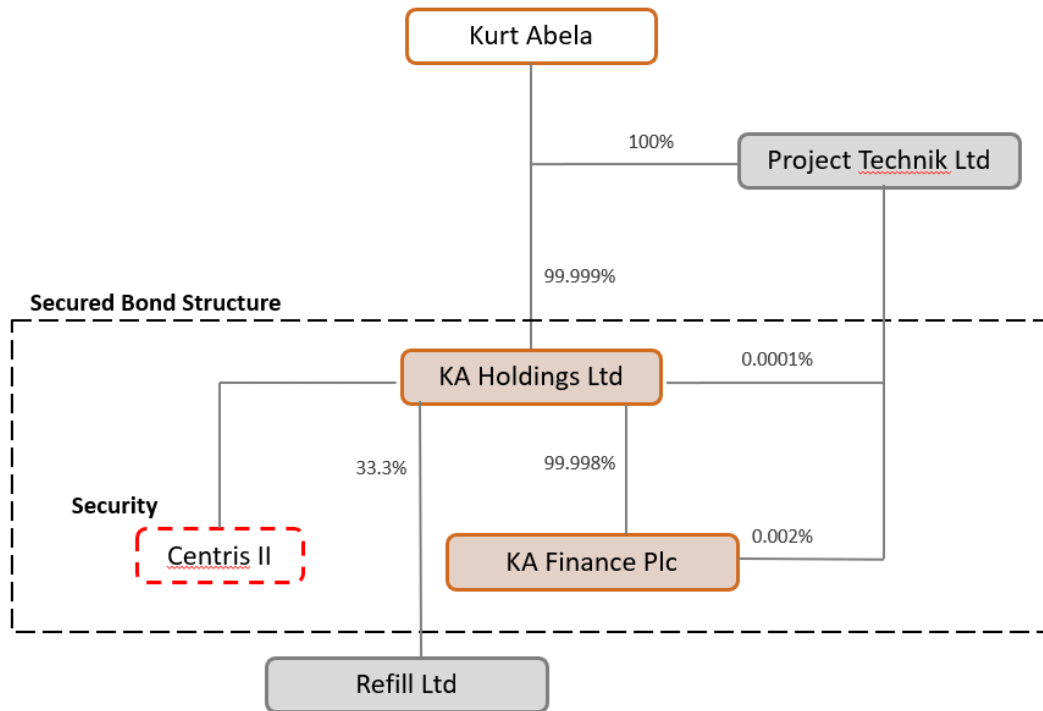 Kurt Abela
100%
Project Technik Ltd
99.999%
Secured Bond Structure
KA Holdings Ltd
0.0001%
33.3%
99.998%
Security
Centris II
KA Finance Plc
0.002%
Refill Ltd